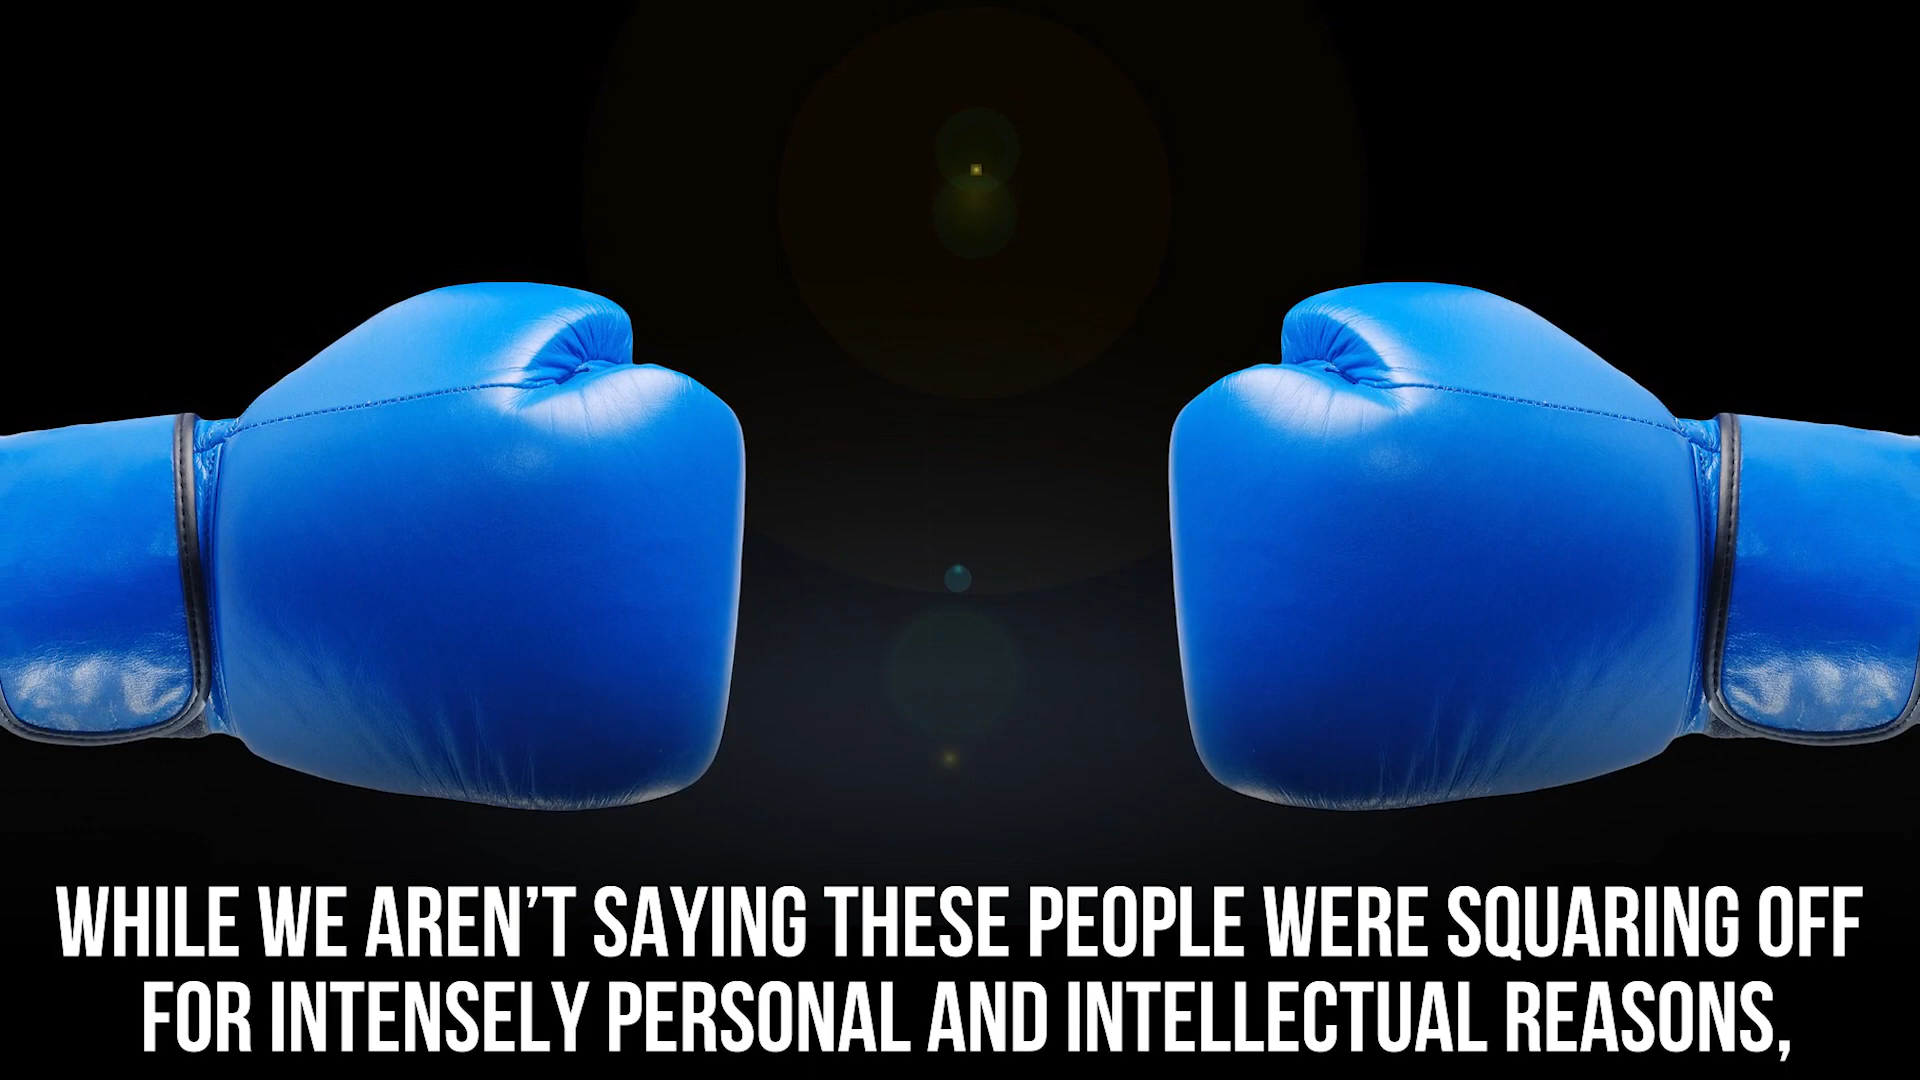 WHILE WE AREN’T SAYING THESE PEOPLE WERE SQUARING OFF
FOR INTENSELY PERSONAL AND INTELLECTUAL REASONS,